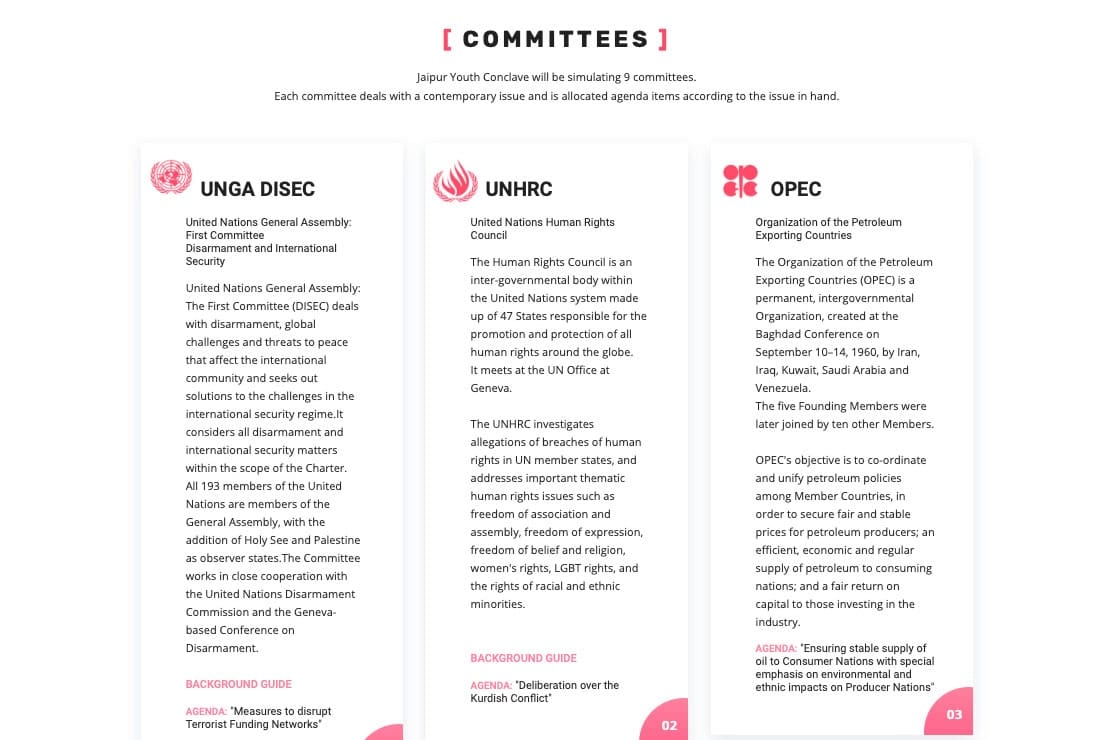 [ COMMITTEES ]
Jaipur Youth Conclave will be simulating 9 committees.
Each committee deals with a contemporary issue and is allocated agenda items according to the issue in hand.
UNGA DISEC
United Nations General Assembly:
First Committee
Disarmament and International
Security
United Nations General Assembly:
The First Committee (DISEC) deals
with disarmament, global
challenges and threats to peace
that affect the international
community and seeks out
solutions to the challenges in the
international security regime.It
considers all disarmament and
international security matters
within the scope of the Charter.
All 193 members of the United
Nations are members of the
General Assembly, with the
addition of Holy See and Palestine
as observer states.The Committee
works in close cooperation with
the United Nations Disarmament
Commission and the Geneva-
based Conference on
Disarmament.
BACKGROUND GUIDE
AGENDA: "Measures to disrupt
Terrorist Funding Networks"
UNHRC
United Nations Human Rights
Council
The Human Rights Council is an
inter-governmental body within
the United Nations system made
up of 47 States responsible for the
promotion and protection of all
human rights around the globe.
It meets at the UN Office at
Geneva.
The UNHRC investigates
allegations of breaches of human
rights in UN member states, and
addresses important thematic
human rights issues such as
freedom of association and
assembly, freedom of expression,
freedom of belief and religion,
women's rights, LGBT rights, and
the rights of racial and ethnic
minorities.
BACKGROUND GUIDE
AGENDA: "Deliberation over the
Kurdish Conflict"
02
OPEC
Organization of the Petroleum
Exporting Countries
The Organization of the Petroleum
Exporting Countries (OPEC) is a
permanent, intergovernmental
Organization, created at the
Baghdad Conference on
September 10–14, 1960, by Iran,
Iraq, Kuwait, Saudi Arabia and
Venezuela.
The five Founding Members were
later joined by ten other Members.
OPEC's objective is to co-ordinate
and unify petroleum policies
among Member Countries, in
order to secure fair and stable
prices for petroleum producers; an
efficient, economic and regular
supply of petroleum to consuming
nations; and a fair return on
capital to those investing in the
industry.
AGENDA: "Ensuring stable supply of
oil to Consumer Nations with special
emphasis on environmental and
ethnic impacts on Producer Nations"
03